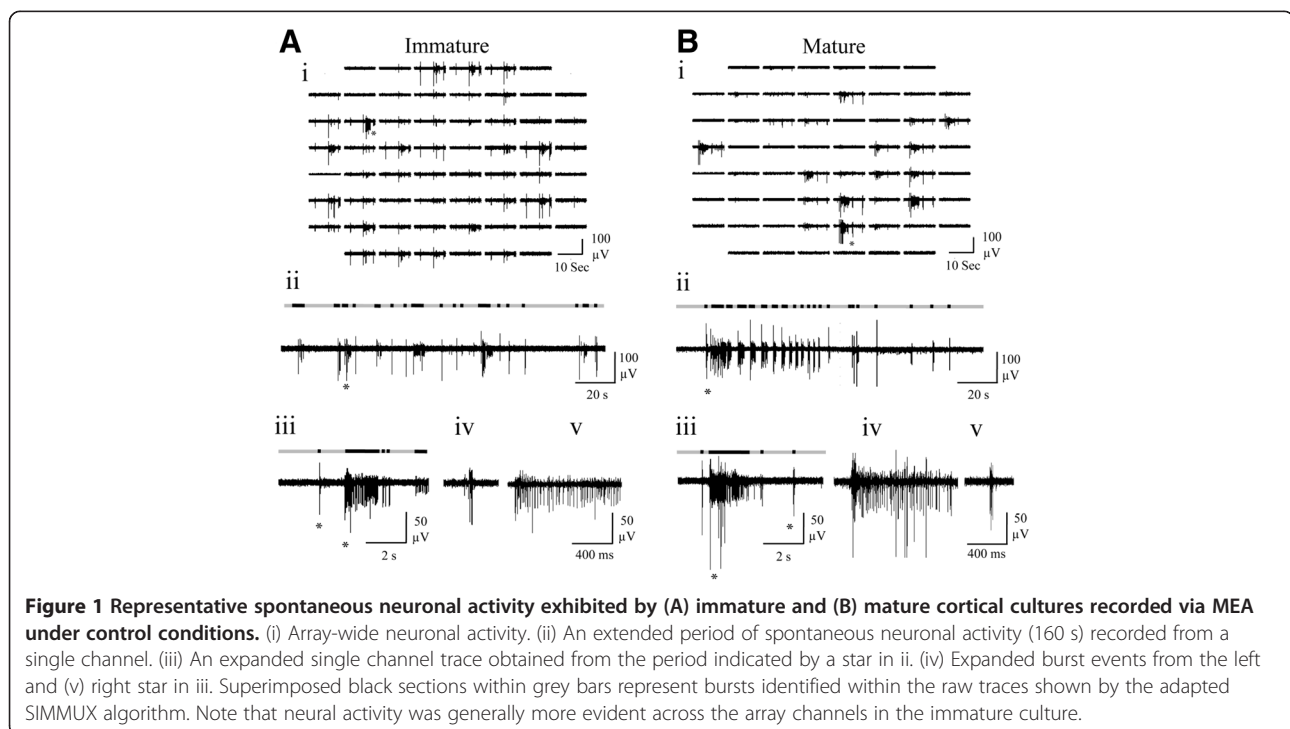 A
Immature
i
*
100
µV
10 Sec
ii
*
100
µV
20 s
iii
iv
v
*
*
50
µV
2 s
50
µV
400 ms
B
Mature
i
*
100
µV
10 Sec
ii
*
100
µV
20 s
iii
iv
v
*
*
50
µV
2 s
50
µV
400 ms
Figure 1 Representative spontaneous neuronal activity exhibited by (A) immature and (B) mature cortical cultures recorded via MEA
under control conditions. (i) Array-wide neuronal activity. (ii) An extended period of spontaneous neuronal activity (160 s) recorded from a
single channel. (iii) An expanded single channel trace obtained from the period indicated by a star in ii. (iv) Expanded burst events from the left
and (v) right star in iii. Superimposed black sections within grey bars represent bursts identified within the raw traces shown by the adapted
SIMMUX algorithm. Note that neural activity was generally more evident across the array channels in the immature culture.